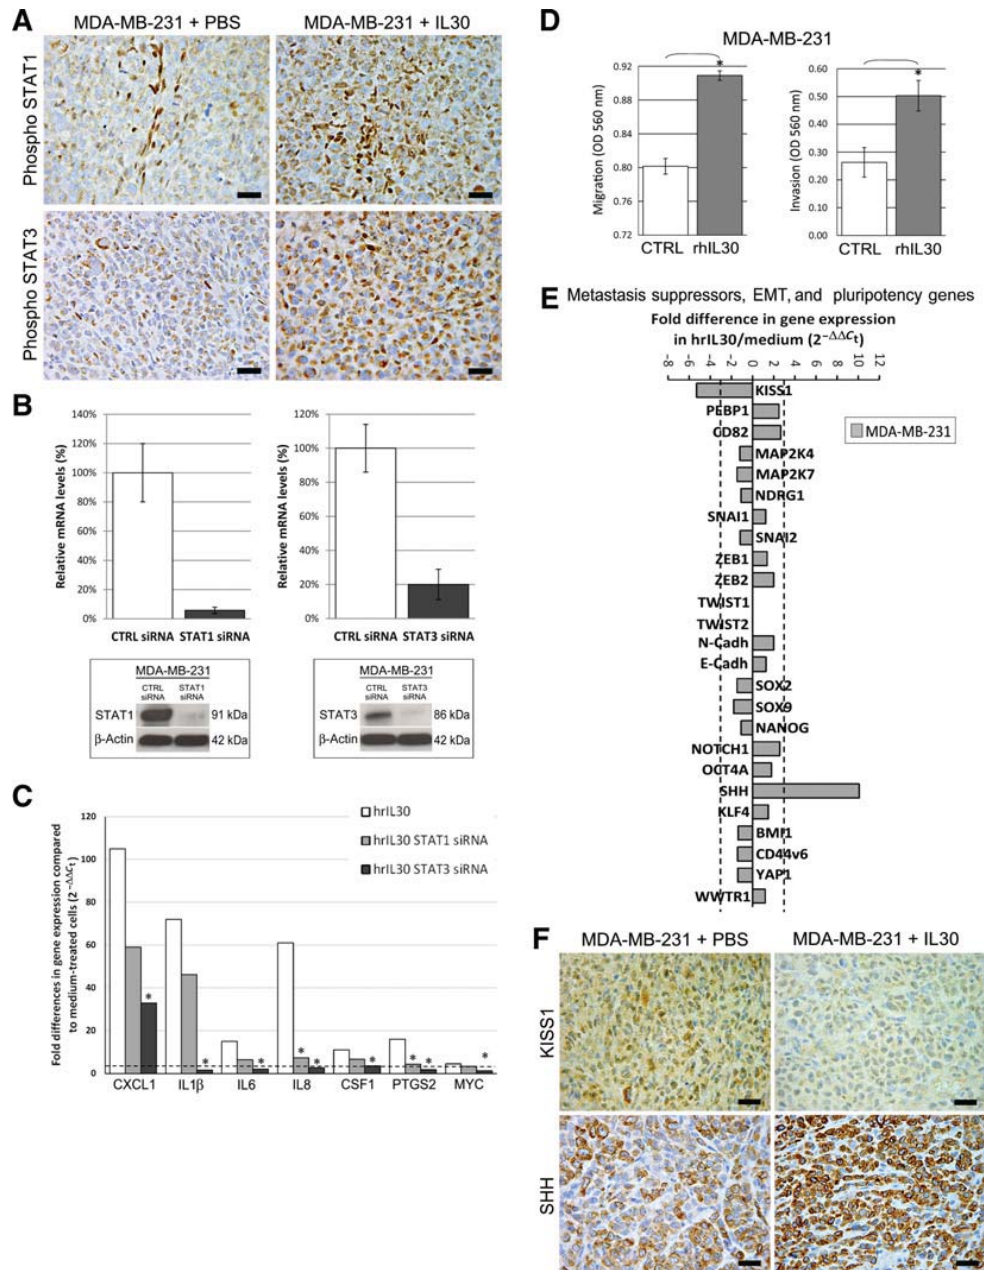 A
MDA-MB-231 + PBS
MDA-MB-231 + IL30
Phospho STAT1
Phospho STAT3
B
Relative mRNA levels (%)
140%
120%
100%
80%
60%
40%
20%
0%
CTRL siRNA
STAT1 siRNA
Relative mRNA levels (%)
120%
100%
80%
60%
40%
20%
0%
CTRL siRNA
STAT3 siRNA
MDA-MB-231
CTRL siRNA
STAT1 siRNA
STAT1
91 kDa
β-Actin
42 kDa
MDA-MB-231
CTRL siRNA
STAT3 siRNA
STAT3
86 kDa
β-Actin
42 kDa
C
Fold differences in gene expression compared
to medium-treated cells (2^−ΔΔCt)
120
100
80
60
40
20
0
hrIL30
hrIL30 STAT1 siRNA
hrIL30 STAT3 siRNA
* * * * * * * * *
CXCL1 IL1β IL6 IL8 CSF1 PTGS2 MYC
D
MDA-MB-231
Migration (OD 560 nm)
0.92
0.88
0.84
0.80
0.76
0.72
*
CTRL rhIL30
Invasion (OD 560 nm)
0.60
0.50
0.40
0.30
0.20
0.10
0.00
*
CTRL rhIL30
E
Metastasis suppressors, EMT, and pluripotency genes
Fold difference in gene expression
in hrIL30/medium (2^−ΔΔCt)
-8 -6 -4 -2 0 2 4 6 8 10 12
KISS1
PEBP1
CD82
MAP2K4
MAP2K7
NDRG1
SNAI1
SNAI2
ZEB1
ZEB2
TWIST1
TWIST2
N-Cadh
E-Cadh
SOX2
SOX9
NANOG
NOTCH1
OCT4A
SHH
KLF4
BMI1
CD44v6
YAP1
WWTR1
MDA-MB-231
F
MDA-MB-231 + PBS
MDA-MB-231 + IL30
KISS1
SHH